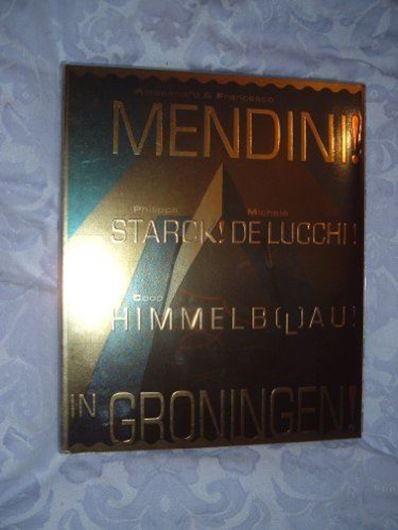 Alessandro & Francesco
MENDINI!
Philippe Michele
STARCK! DE LUCCHI!
Coop
HIMMELB(L)AU!
IN GRONINGEN!